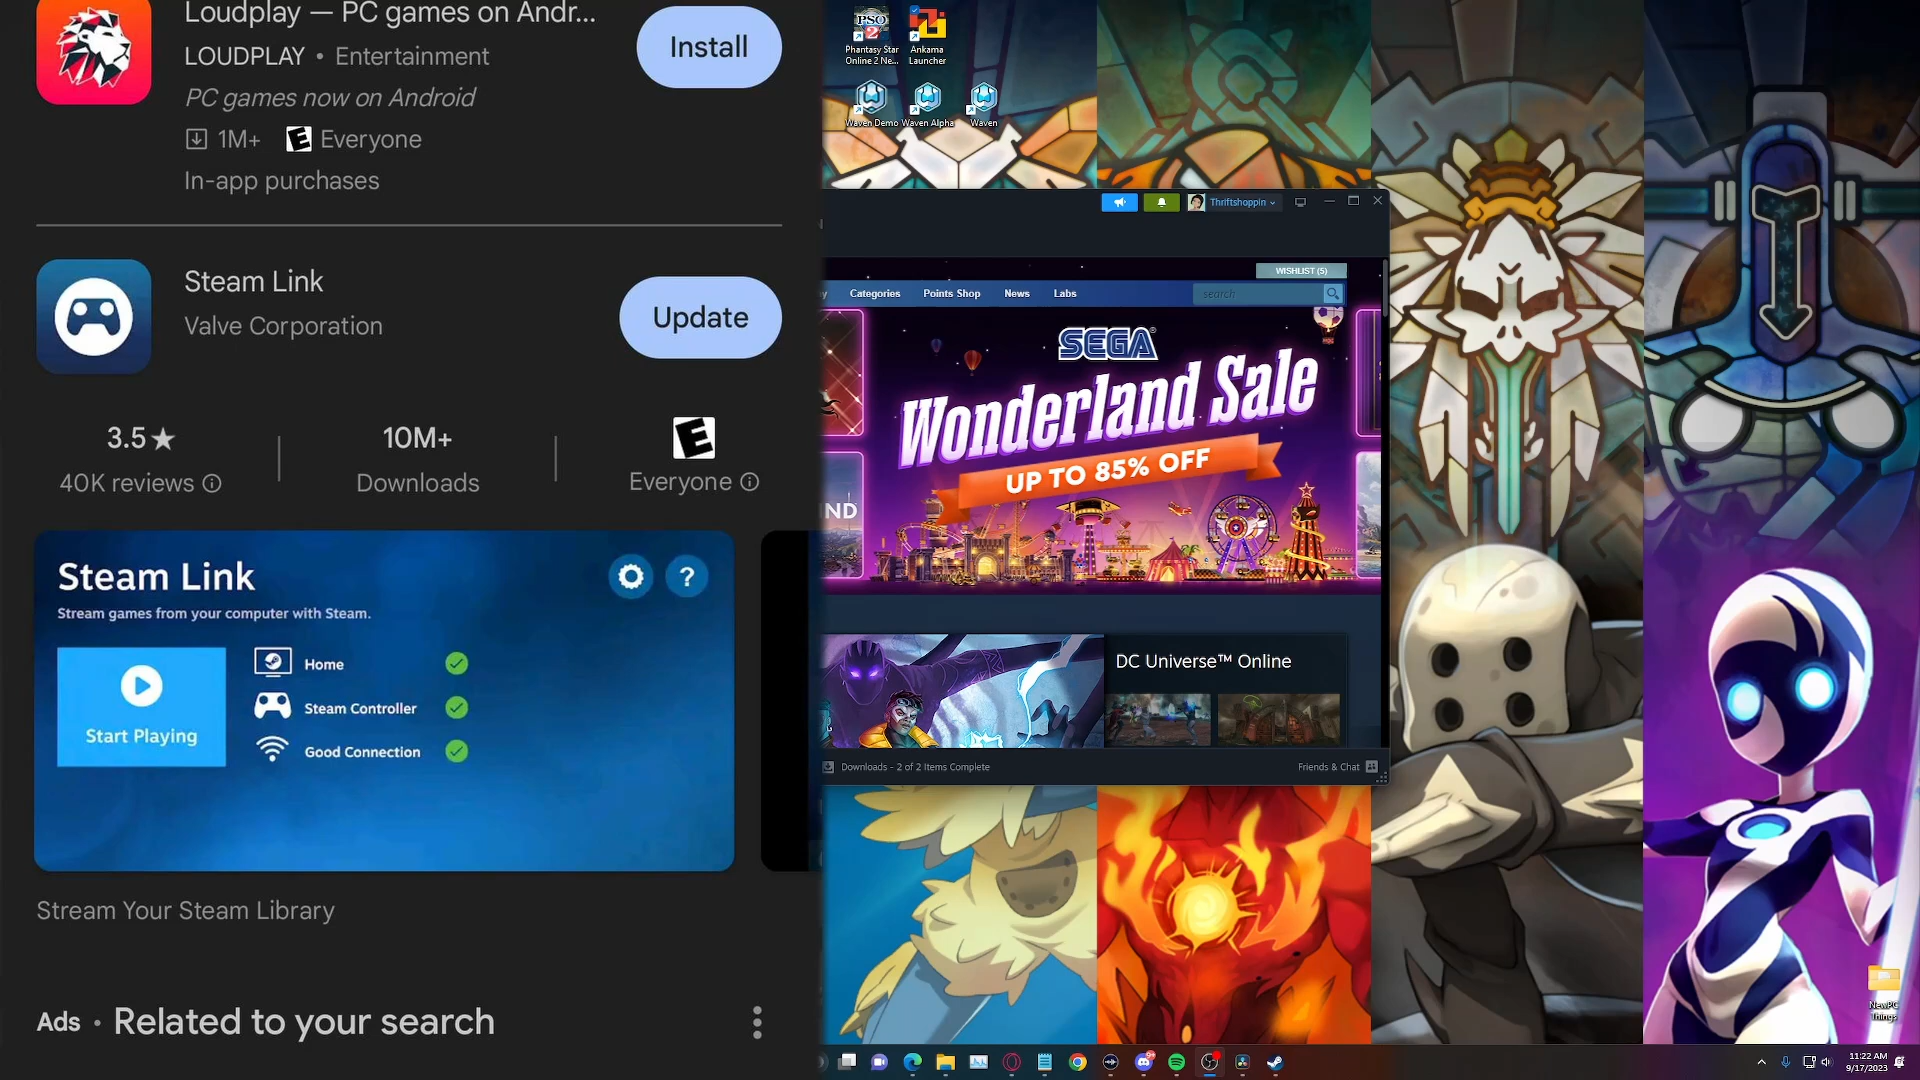 Loudplay — PC games on Andr...
LOUDPLAY • Entertainment
PC games now on Android
1M+ E Everyone
In-app purchases
Install
Steam Link
Valve Corporation
Update
3.5★
40K reviews
10M+
Downloads
E
Everyone
Steam Link
Stream games from your computer with Steam.
?
Start Playing
Home
Steam Controller
Good Connection
Stream Your Steam Library
Ads • Related to your search
PSO
2
Phantasy Star
Online 2 Ne...
Ankama
Launcher
Waven Demo
Waven Alpha
Waven
Thriftshoppin
WISHLIST (5)
Categories
Points Shop
News
Labs
search
SEGA
Wonderland Sale
UP TO 85% OFF
ND
DC Universe™ Online
Downloads - 2 of 2 Items Complete
Friends & Chat
NewPC
Things
11:22 AM
9/17/2023